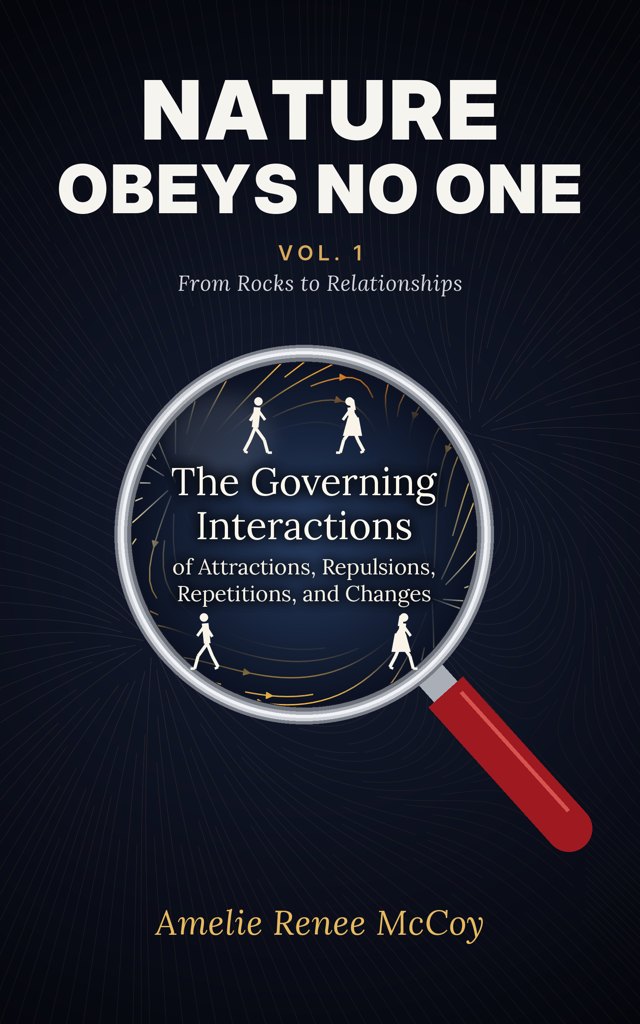 NATURE
OBEYS NO ONE
VOL. 1
From Rocks to Relationships
The Governing
Interactions
of Attractions, Repulsions,
Repetitions, and Changes
Amelie Renee McCoy